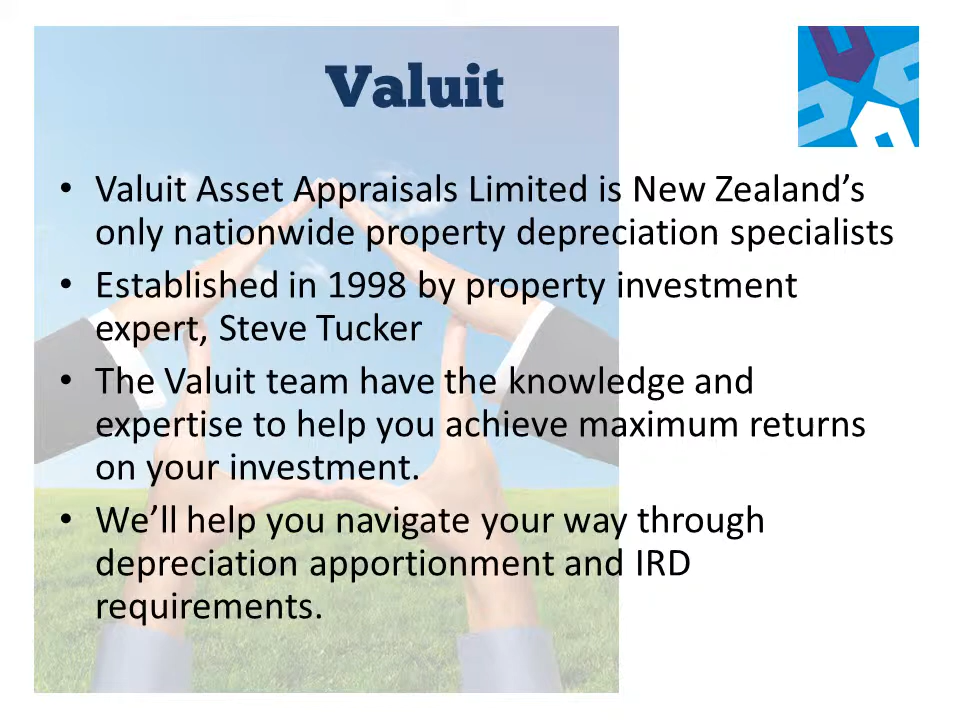 Valuit
• Valuit Asset Appraisals Limited is New Zealand’s
only nationwide property depreciation specialists
• Established in 1998 by property investment
expert, Steve Tucker
• The Valuit team have the knowledge and
expertise to help you achieve maximum returns
on your investment.
• We’ll help you navigate your way through
depreciation apportionment and IRD
requirements.